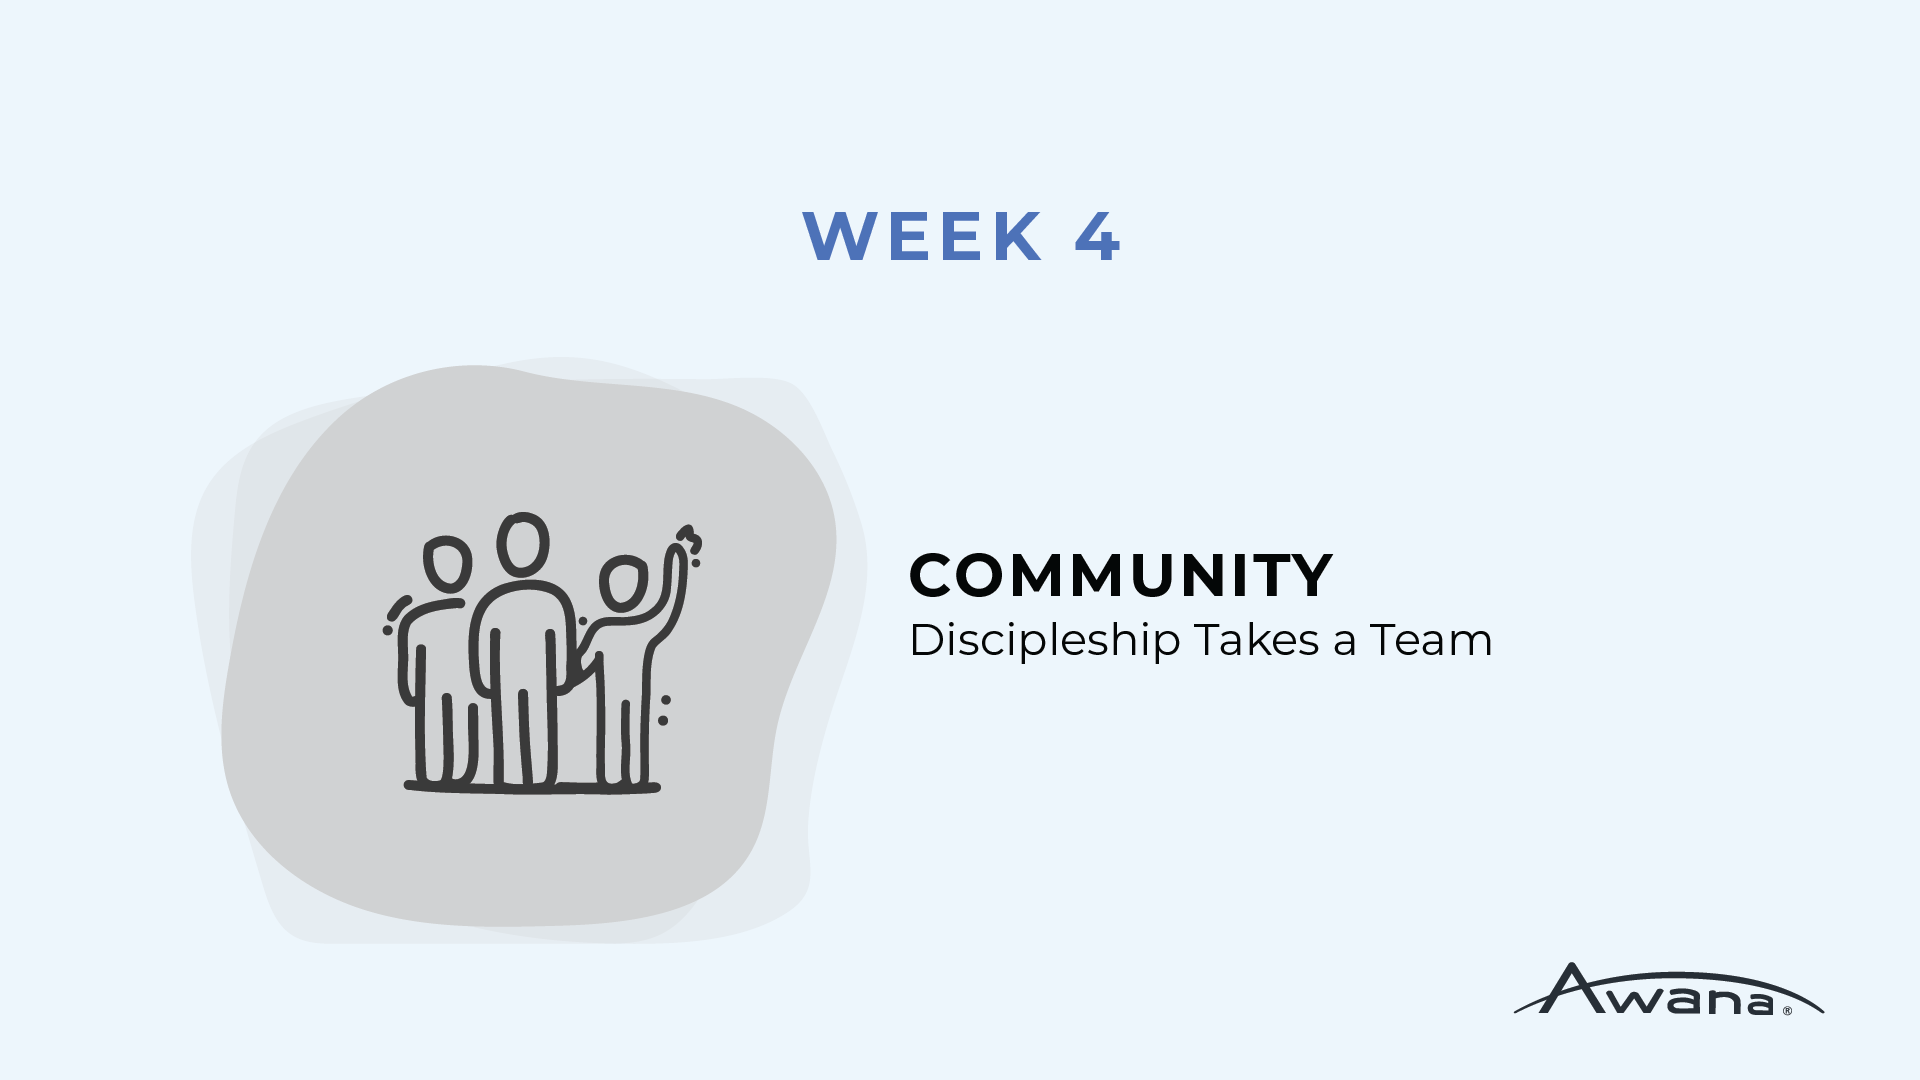 WEEK 4
COMMUNITY
Discipleship Takes a Team
Awana®